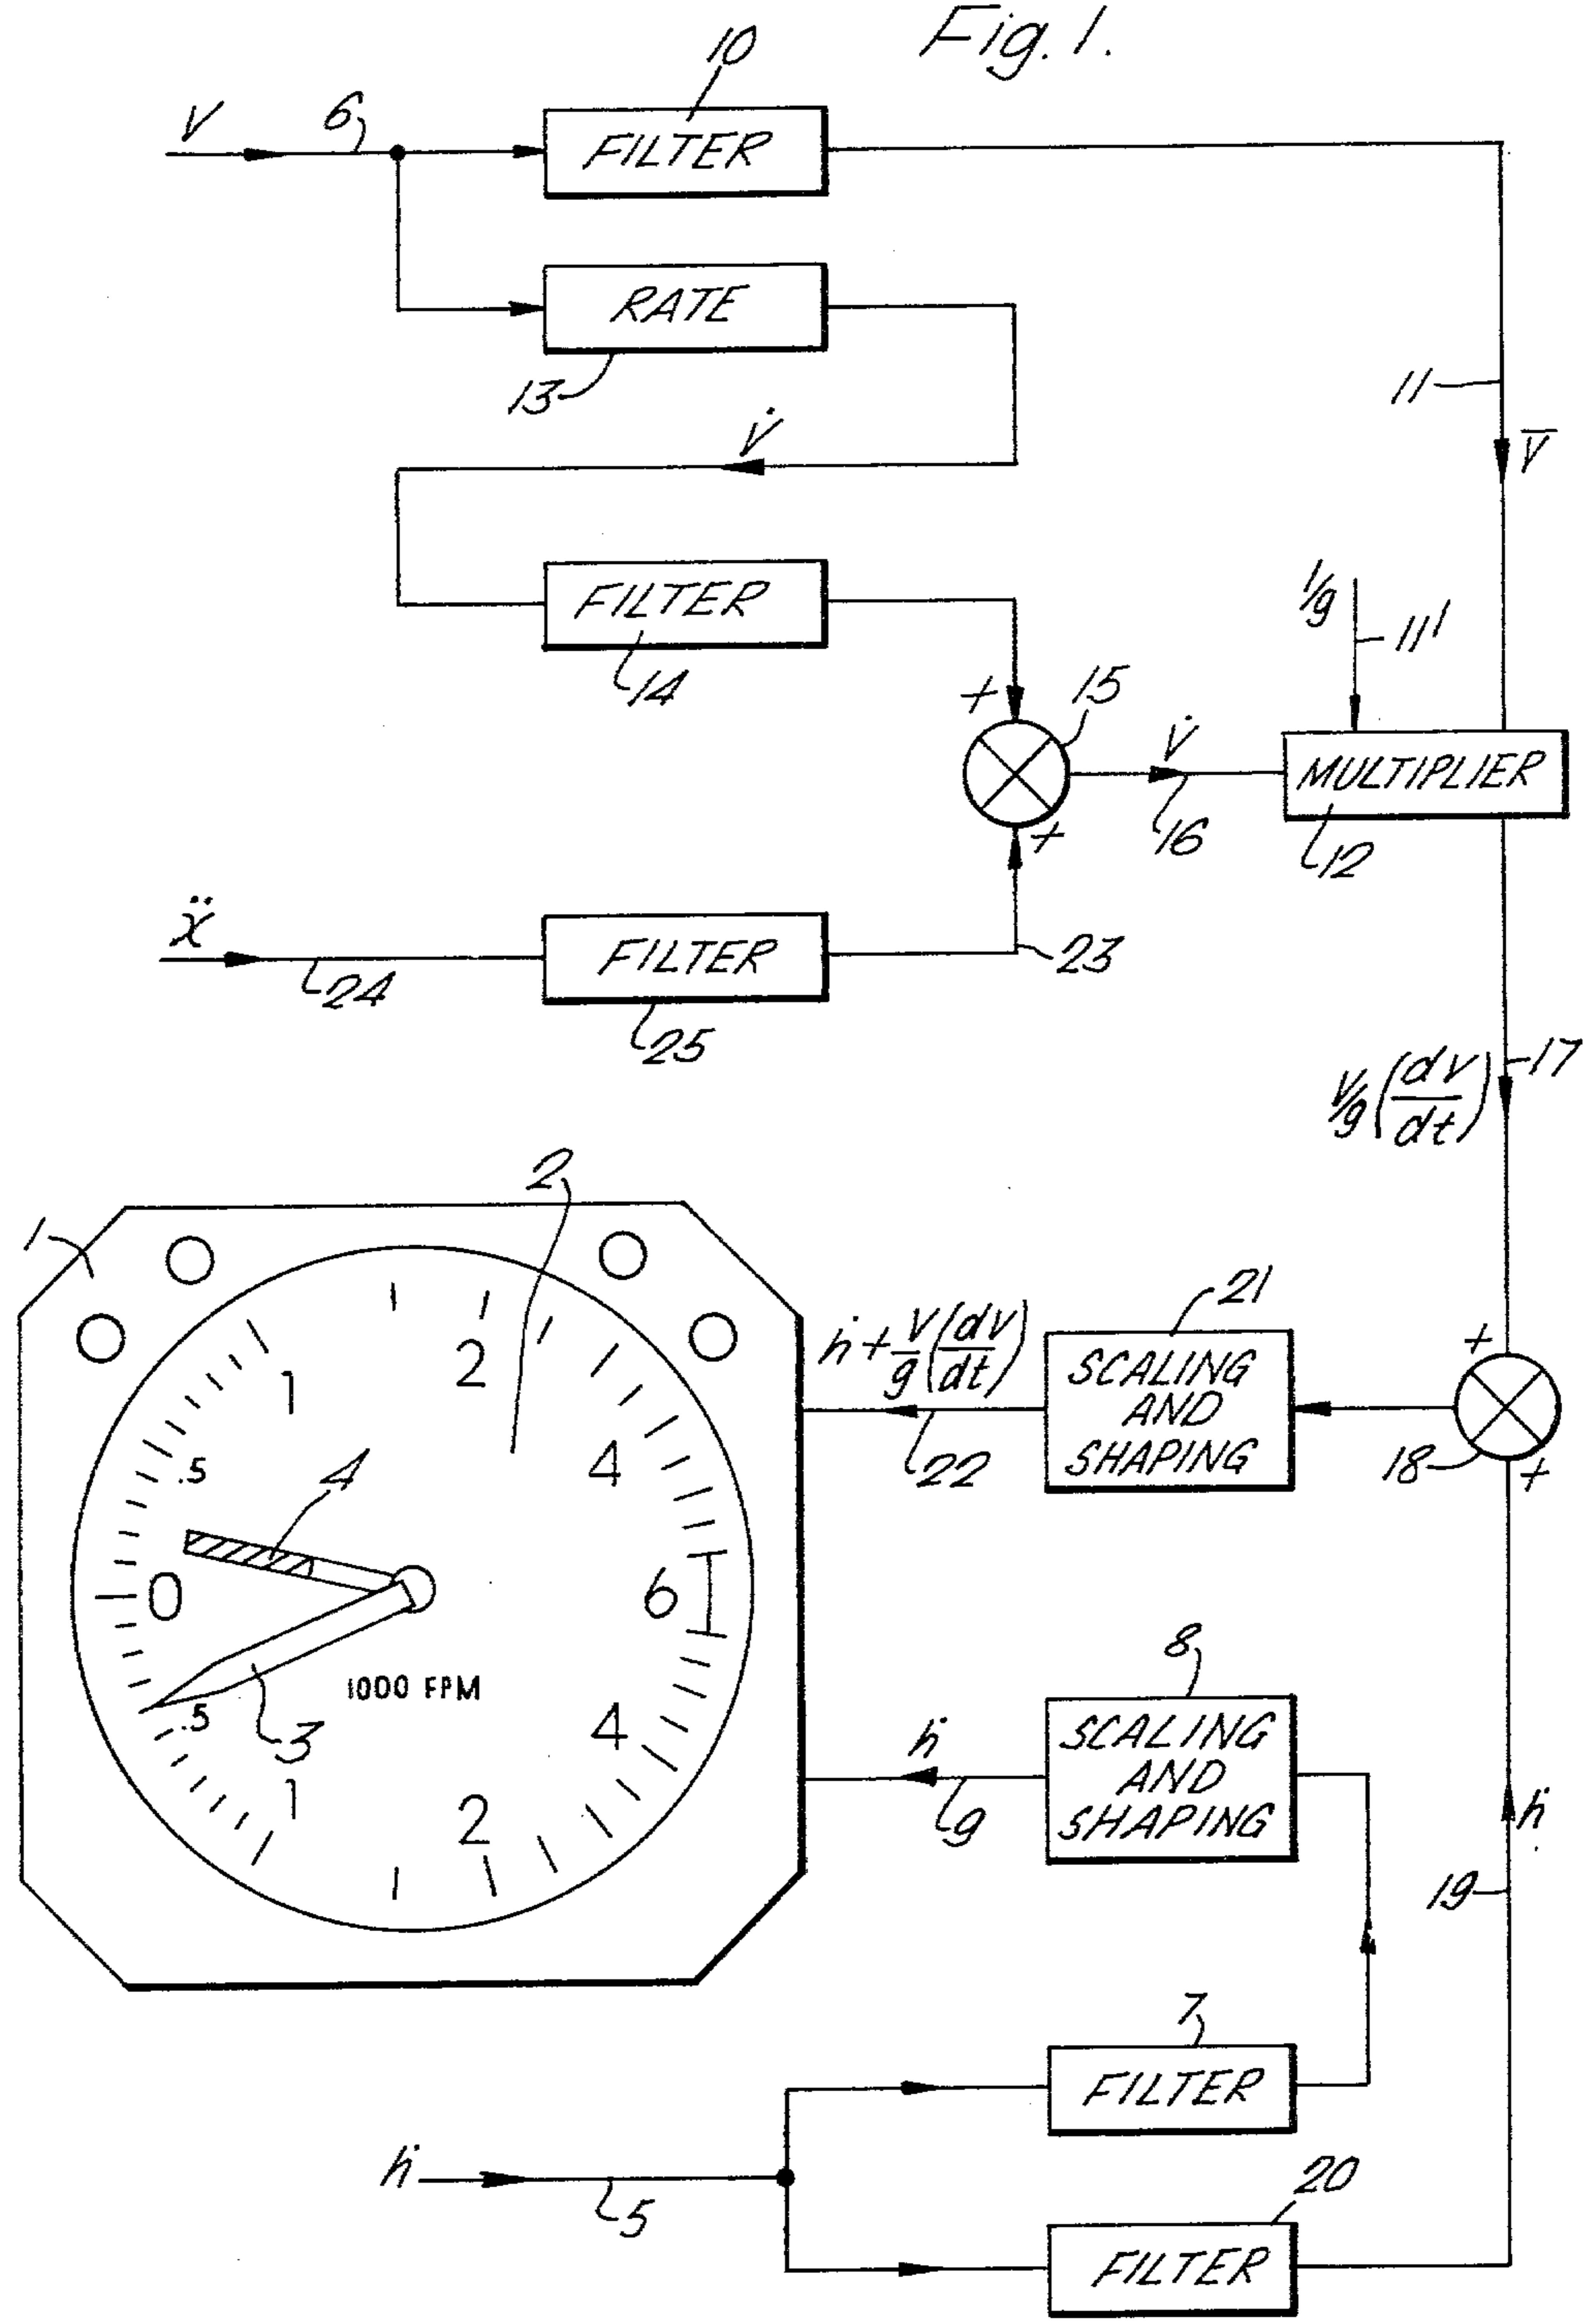 Fig. 1.
10
V
6
FILTER
RATE
13
11
V̇
V̅
FILTER
14
1/g
11'
+
15
V̇
16
MULTIPLIER
12
+
ẍ
24
FILTER
23
25
17
V/g (dv/dt)
2
1
21
ḣ + V/g (dv/dt)
SCALING
AND
SHAPING
22
+
18
+
1
2
.5
4
4
0
6
3
1000 FPM
.5
4
1
2
8
ḣ
SCALING
AND
SHAPING
9
ḣ
19
7
FILTER
ḣ
5
20
FILTER